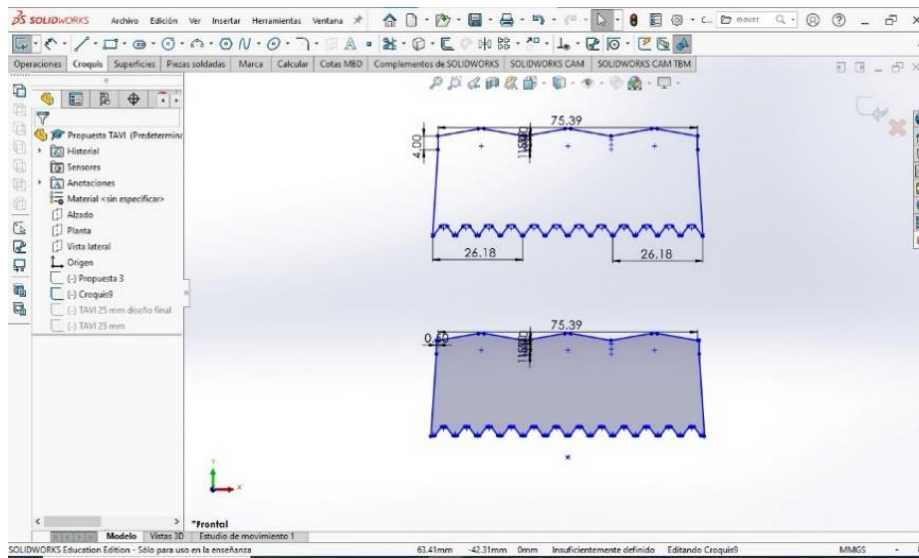 SOLIDWORKS Archivo Edición Ver Insertar Herramientas Ventana C... mover
Operaciones Croquis Superficies Piezas soldadas Marca Calcular Cotas MBD Complementos de SOLIDWORKS SOLIDWORKS CAM SOLIDWORKS CAM TBM
Propuesta TAVI (Predetermina
Historial
Sensores
Anotaciones
Material <sin especificar>
Alzado
Planta
Vista lateral
Origen
(-) Propuesta 3
(-) Croquis9
(-) TAVI 25 mm diseño final
(-) TAVI 23 mm
75.39
4.00
26.18 26.18
75.39
0.50
Y
X
*Frontal
Modelo Vistas 3D Estudio de movimiento 1
SOLIDWORKS Education Edition - Sólo para uso en la enseñanza 63.41mm -42.31mm 0mm Insuficientemente definido Editando Croquis9 MMGS